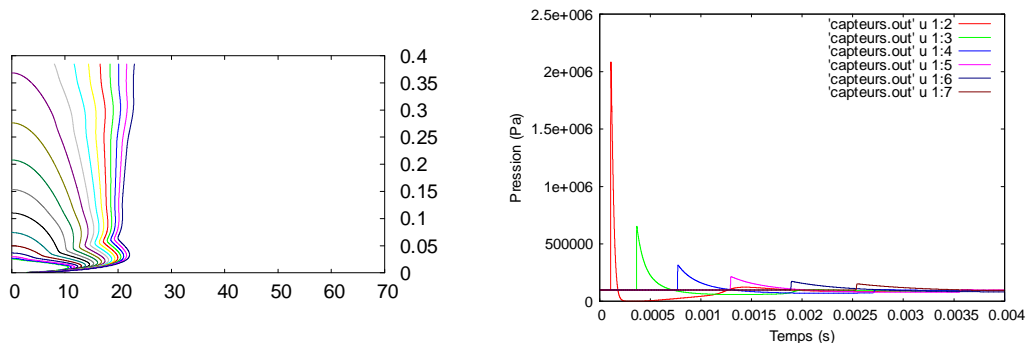 0.4
0.35
0.3
0.25
0.2
0.15
0.1
0.05
0
0 10 20 30 40 50 60 70
2.5e+006
2e+006
1.5e+006
1e+006
500000
0
Pression (Pa)
'capteurs.out' u 1:2
'capteurs.out' u 1:3
'capteurs.out' u 1:4
'capteurs.out' u 1:5
'capteurs.out' u 1:6
'capteurs.out' u 1:7
0 0.0005 0.001 0.0015 0.002 0.0025 0.003 0.0035 0.004
Temps (s)